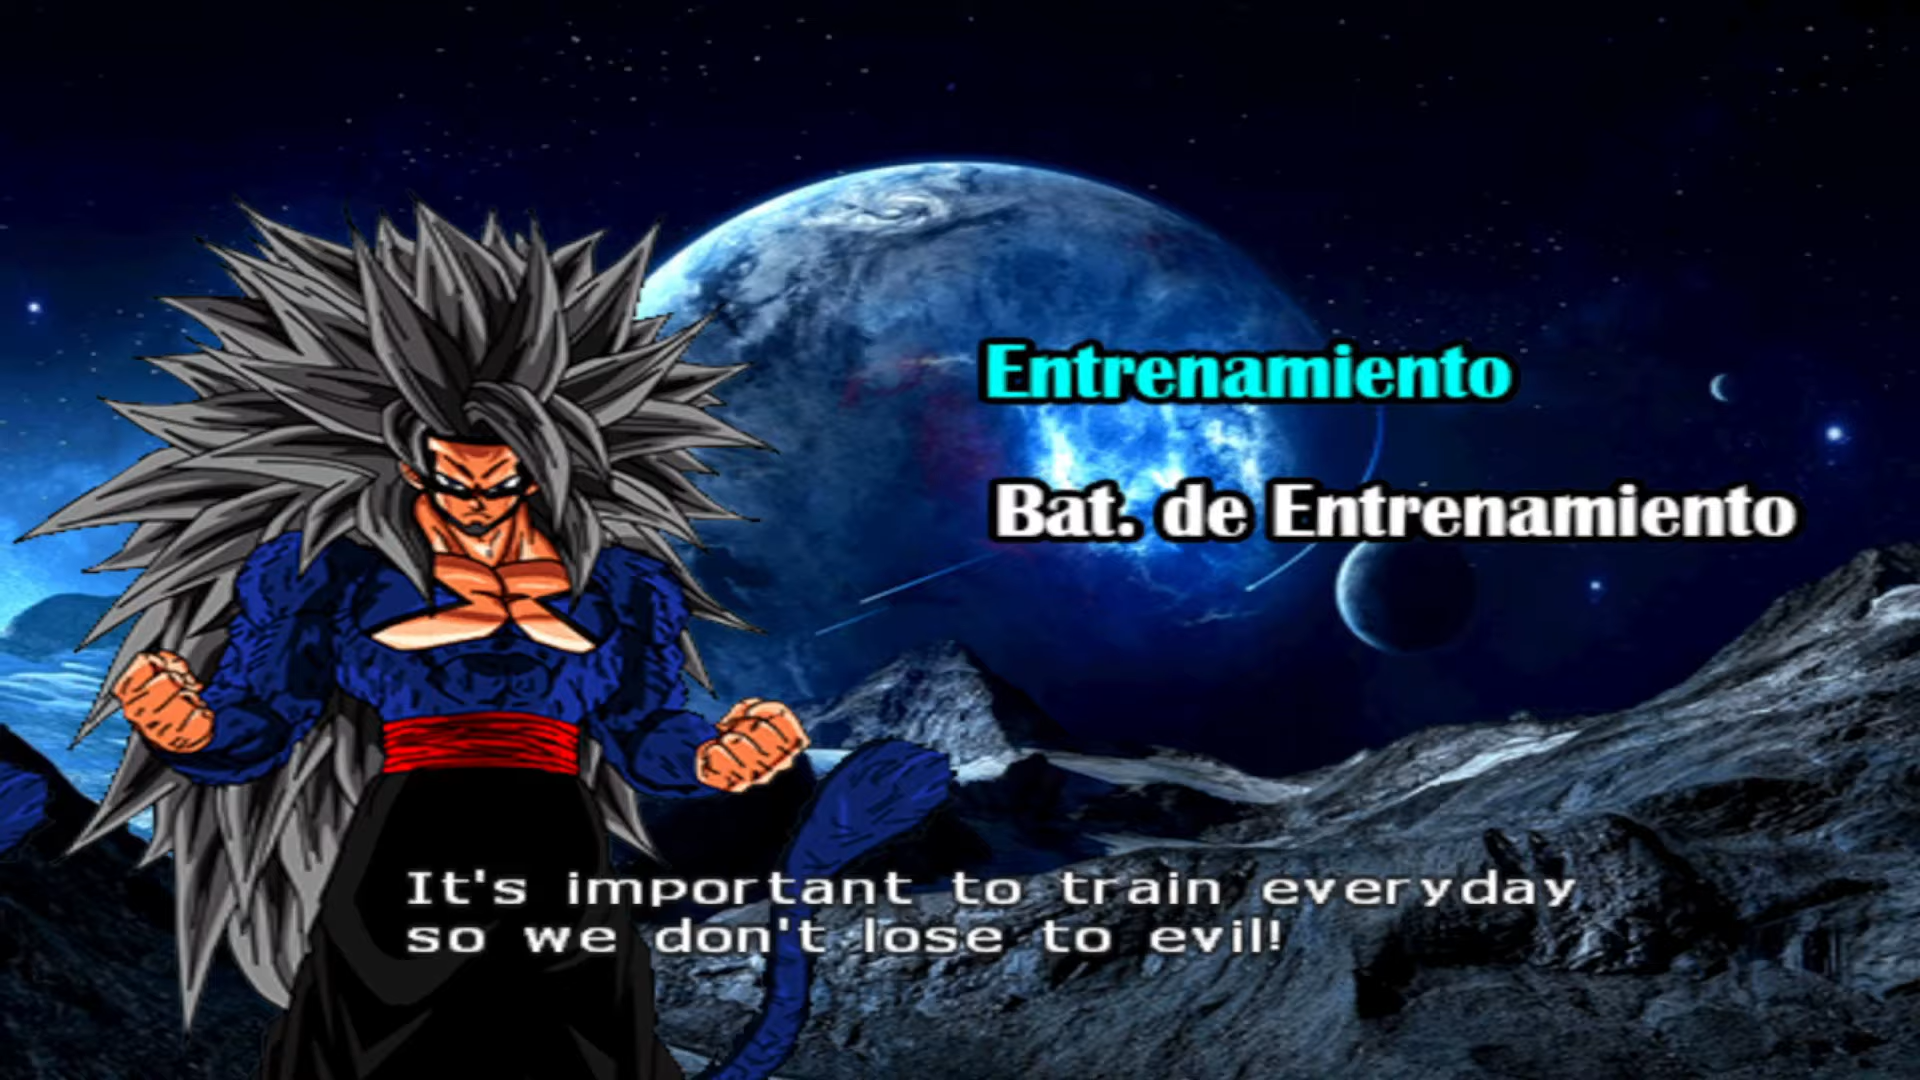 Entrenamiento
Bat. de Entrenamiento
It's important to train everyday
so we don't lose to evil!